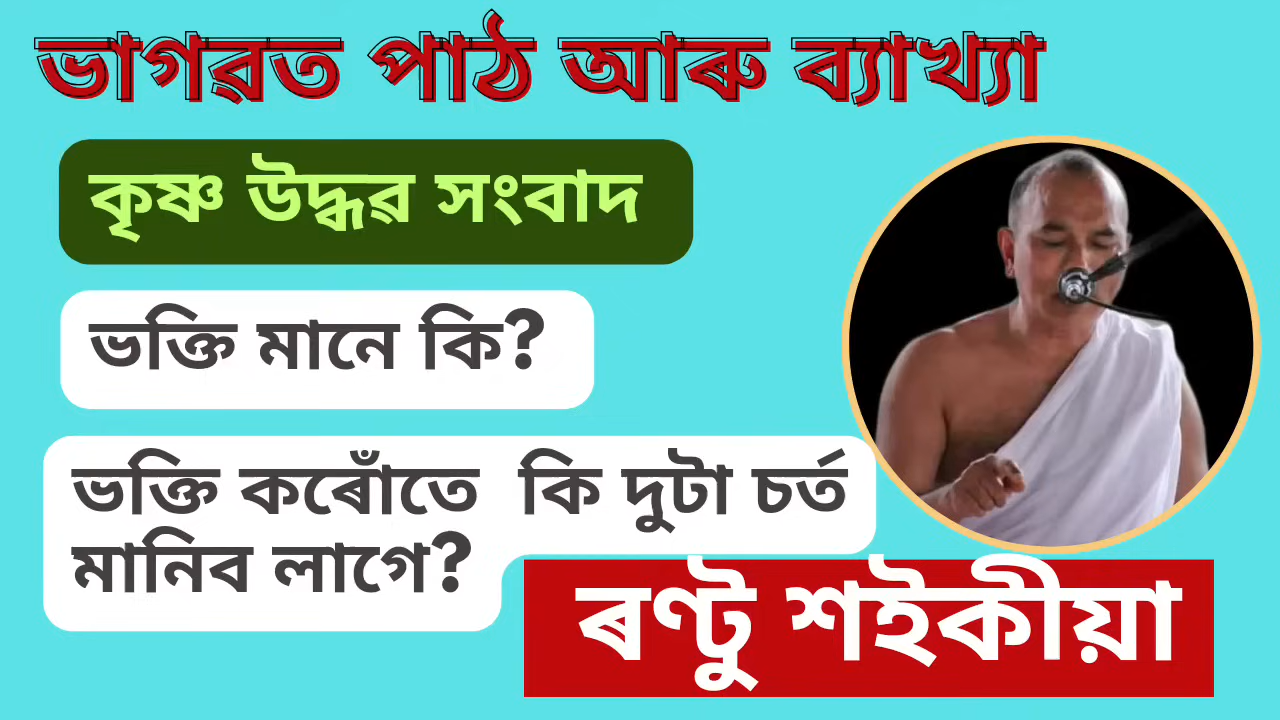 ভাগৱত পাঠ আৰু ব্যাখ্যা
কৃষ্ণ উদ্ধৱ সংবাদ
ভক্তি মানে কি?
ভক্তি কৰোঁতে কি দুটা চৰ্ত
মানিব লাগে?
ৰণ্টু শইকীয়া